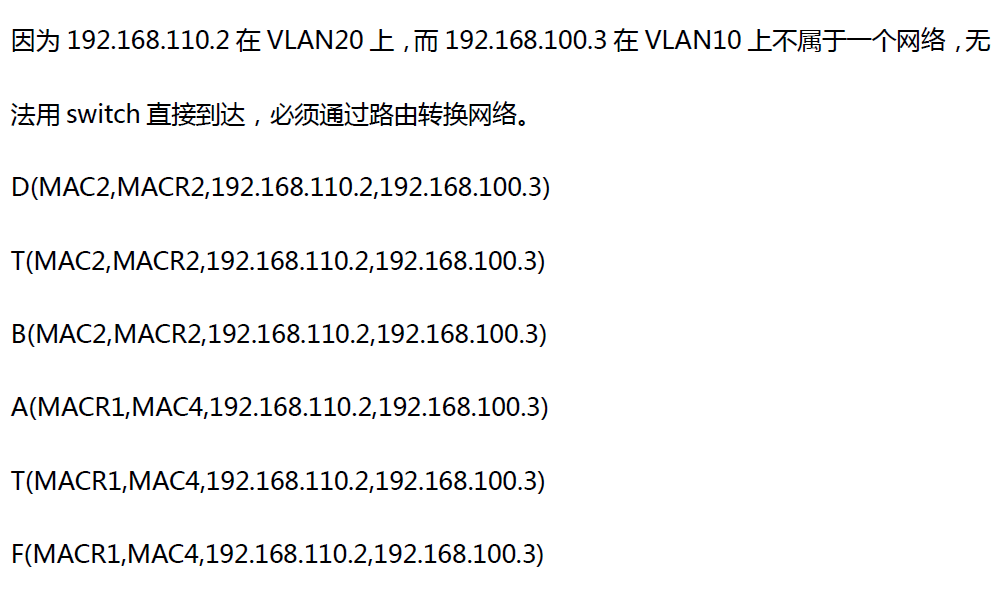 因为 192.168.110.2 在 VLAN20 上，而 192.168.100.3 在 VLAN10 上不属于一个网络，无
法用 switch 直接到达，必须通过路由转换网络。
D(MAC2,MACR2,192.168.110.2,192.168.100.3)
T(MAC2,MACR2,192.168.110.2,192.168.100.3)
B(MAC2,MACR2,192.168.110.2,192.168.100.3)
A(MACR1,MAC4,192.168.110.2,192.168.100.3)
T(MACR1,MAC4,192.168.110.2,192.168.100.3)
F(MACR1,MAC4,192.168.110.2,192.168.100.3)